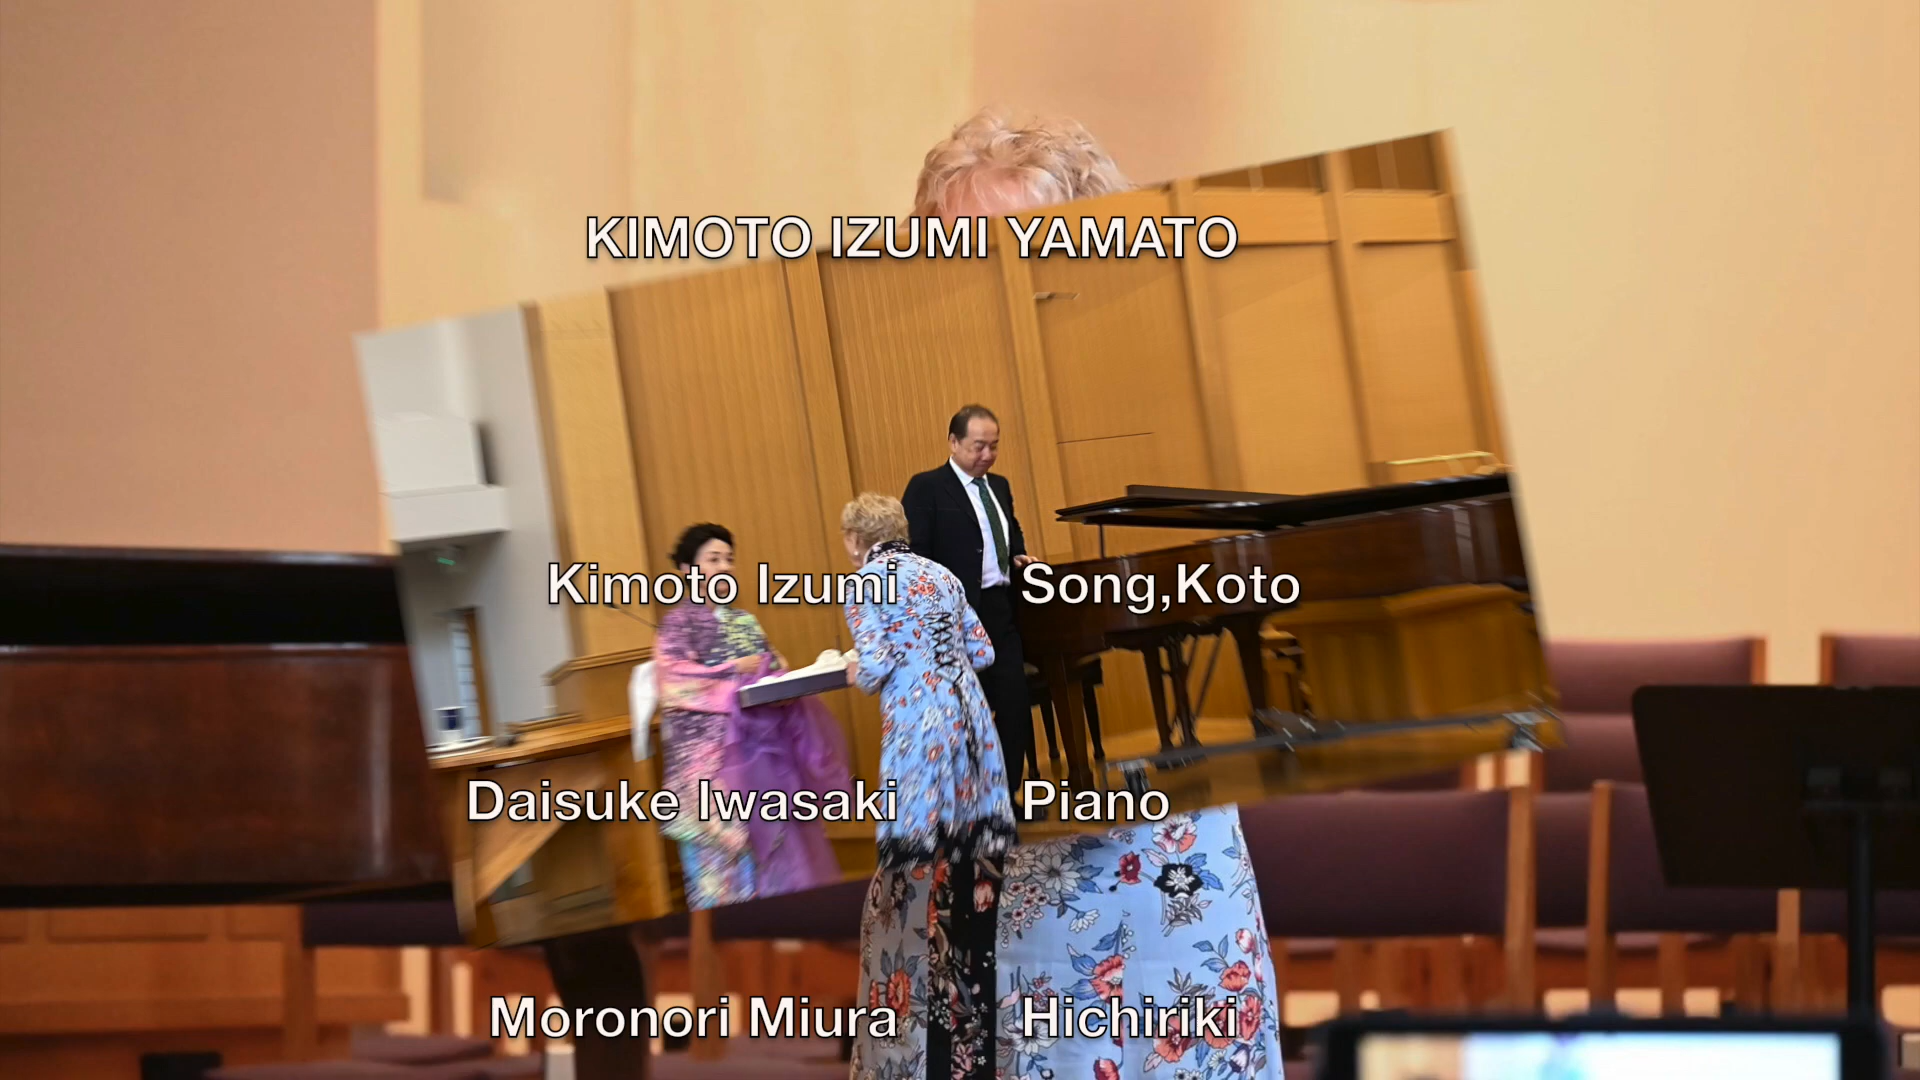 KIMOTO IZUMI YAMATO
Kimoto Izumi Song,Koto
Daisuke Iwasaki Piano
Moronori Miura Hichiriki